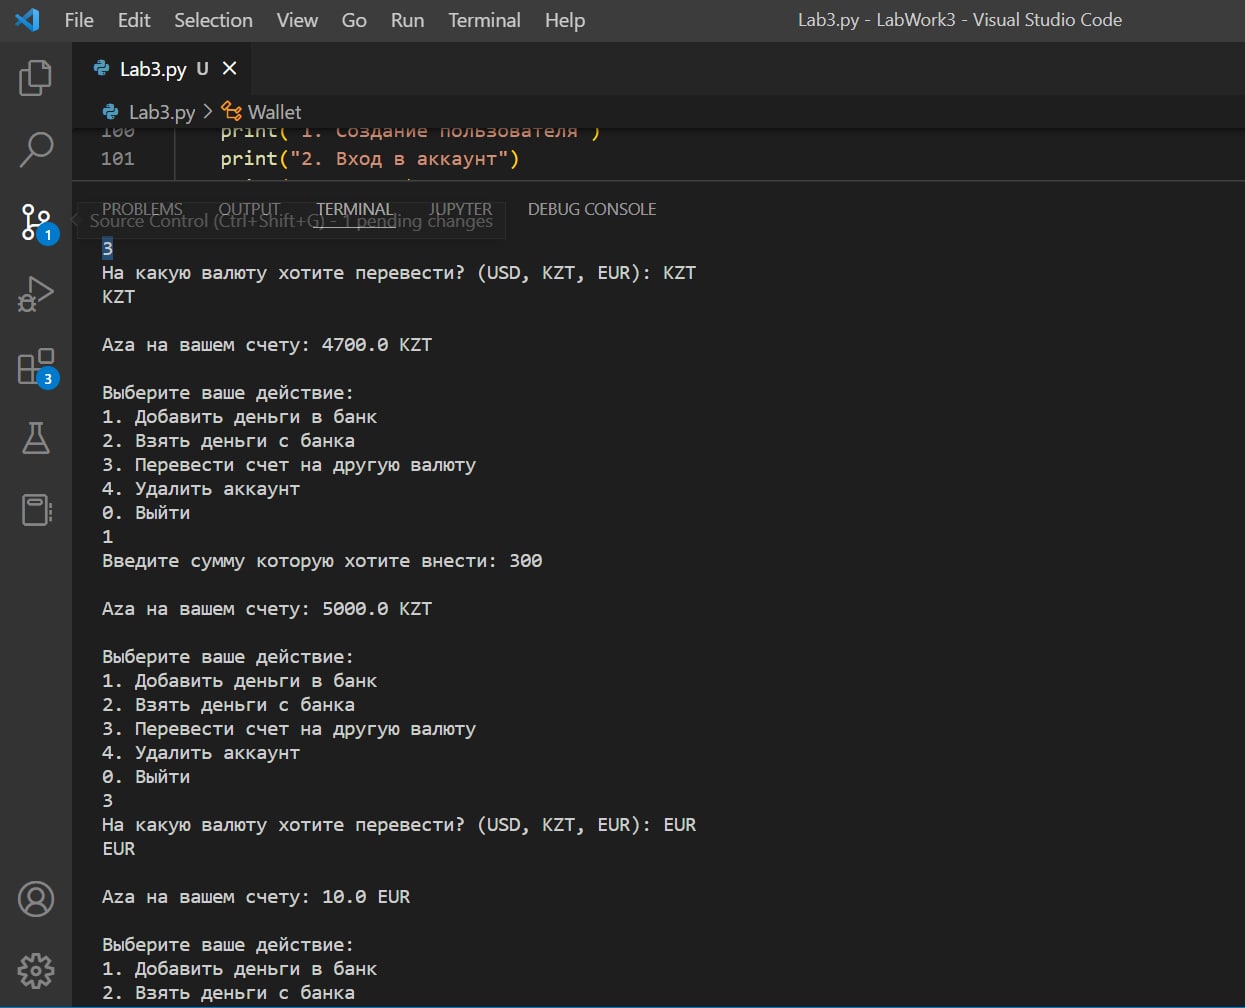 File Edit Selection View Go Run Terminal Help Lab3.py - LabWork3 - Visual Studio Code
Lab3.py U
Lab3.py > Wallet
100 print("1. Создание пользователя")
101 print("2. Вход в аккаунт")
PROBLEMS OUTPUT TERMINAL JUPYTER DEBUG CONSOLE
Source Control (Ctrl+Shift+G) - 1 pending changes
1
3
На какую валюту хотите перевести? (USD, KZT, EUR): KZT
KZT
Aza на вашем счету: 4700.0 KZT
3
Выберите ваше действие:
1. Добавить деньги в банк
2. Взять деньги с банка
3. Перевести счет на другую валюту
4. Удалить аккаунт
0. Выйти
1
Введите сумму которую хотите внести: 300
Aza на вашем счету: 5000.0 KZT
Выберите ваше действие:
1. Добавить деньги в банк
2. Взять деньги с банка
3. Перевести счет на другую валюту
4. Удалить аккаунт
0. Выйти
3
На какую валюту хотите перевести? (USD, KZT, EUR): EUR
EUR
Aza на вашем счету: 10.0 EUR
Выберите ваше действие:
1. Добавить деньги в банк
2. Взять деньги с банка